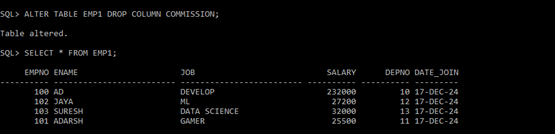 SQL> ALTER TABLE EMP1 DROP COLUMN COMMISSION;
Table altered.
SQL> SELECT * FROM EMP1;
EMPNO ENAME JOB SALARY DEPNO DATE_JOIN
---------- ------------------------- ------------------------- ---------- ---------- ---------
100 AD DEVELOP 232000 10 17-DEC-24
102 JAYA ML 27200 12 17-DEC-24
103 SURESH DATA SCIENCE 32000 13 17-DEC-24
101 ADARSH GAMER 25500 11 17-DEC-24